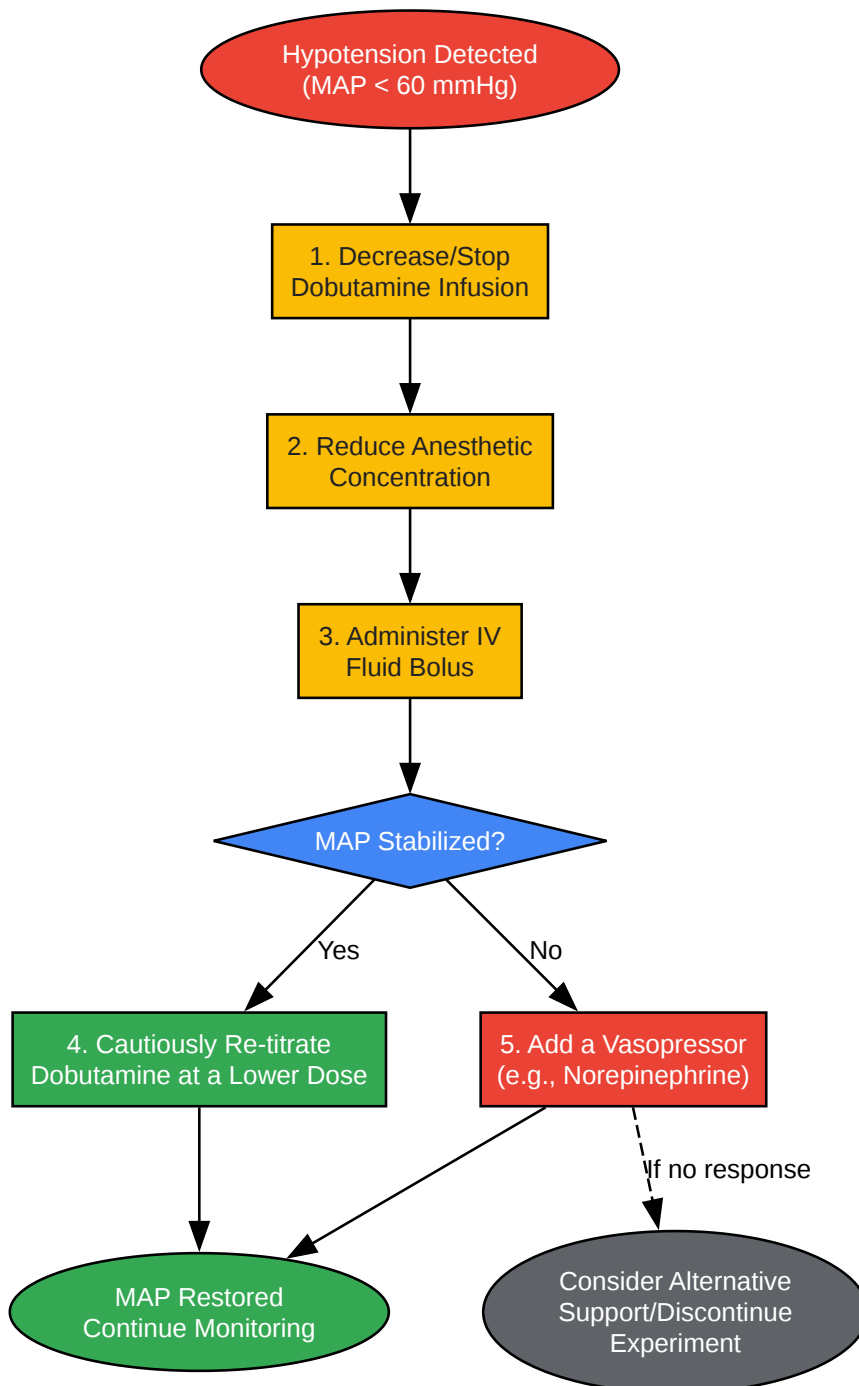 Hypotension Detected
(MAP < 60 mmHg)
1. Decrease/Stop
Dobutamine Infusion
2. Reduce Anesthetic
Concentration
3. Administer IV
Fluid Bolus
MAP Stabilized?
Yes
No
4. Cautiously Re-titrate
Dobutamine at a Lower Dose
5. Add a Vasopressor
(e.g., Norepinephrine)
If no response
MAP Restored
Continue Monitoring
Consider Alternative
Support/Discontinue
Experiment